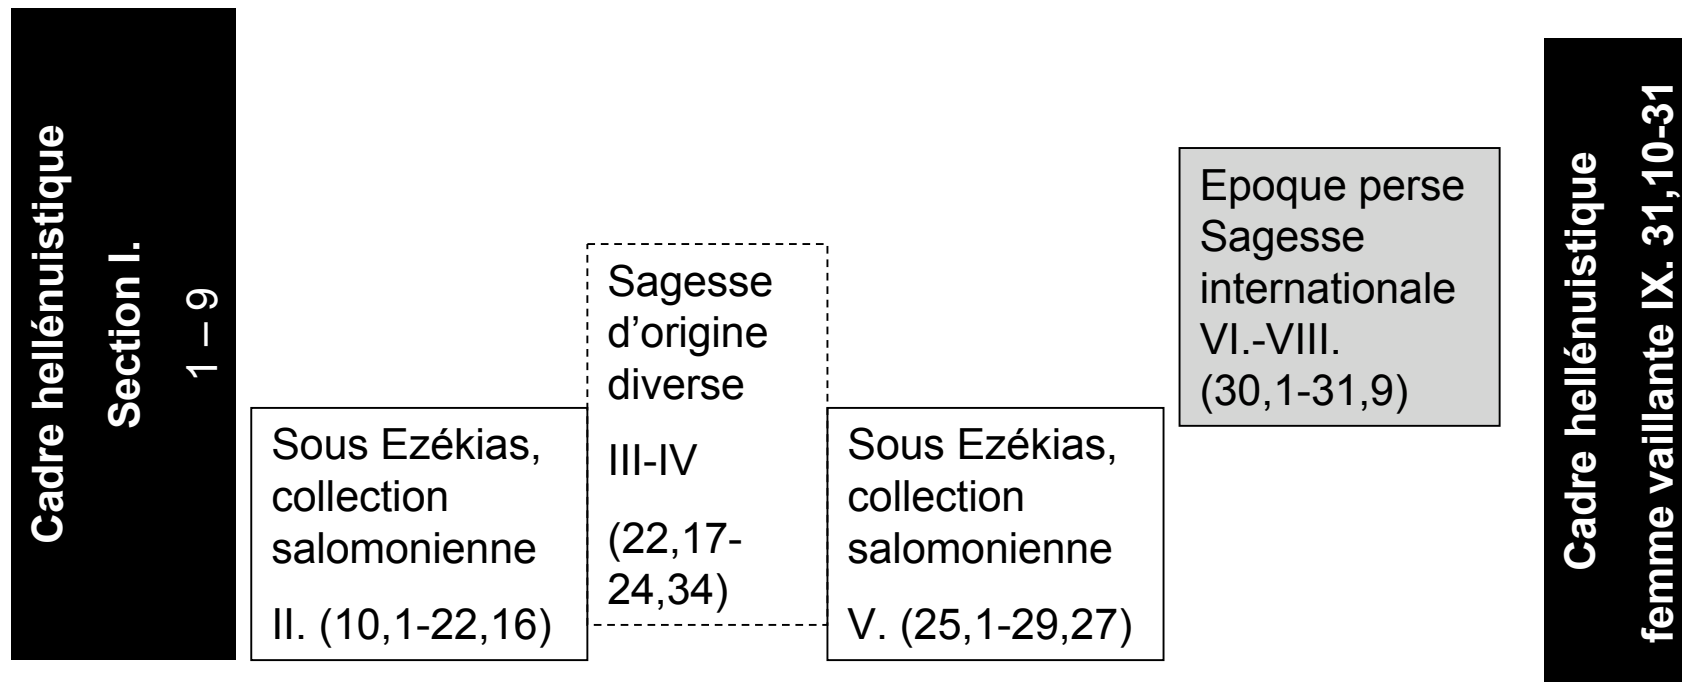 Cadre hellénuistique
Section I.
1 – 9
Sous Ezékias,
collection
salomonienne
II. (10,1-22,16)
Sagesse
d’origine
diverse
III-IV
(22,17-
24,34)
Sous Ezékias,
collection
salomonienne
V. (25,1-29,27)
Epoque perse
Sagesse
internationale
VI.-VIII.
(30,1-31,9)
Cadre hellénuistique
femme vaillante IX. 31,10-31